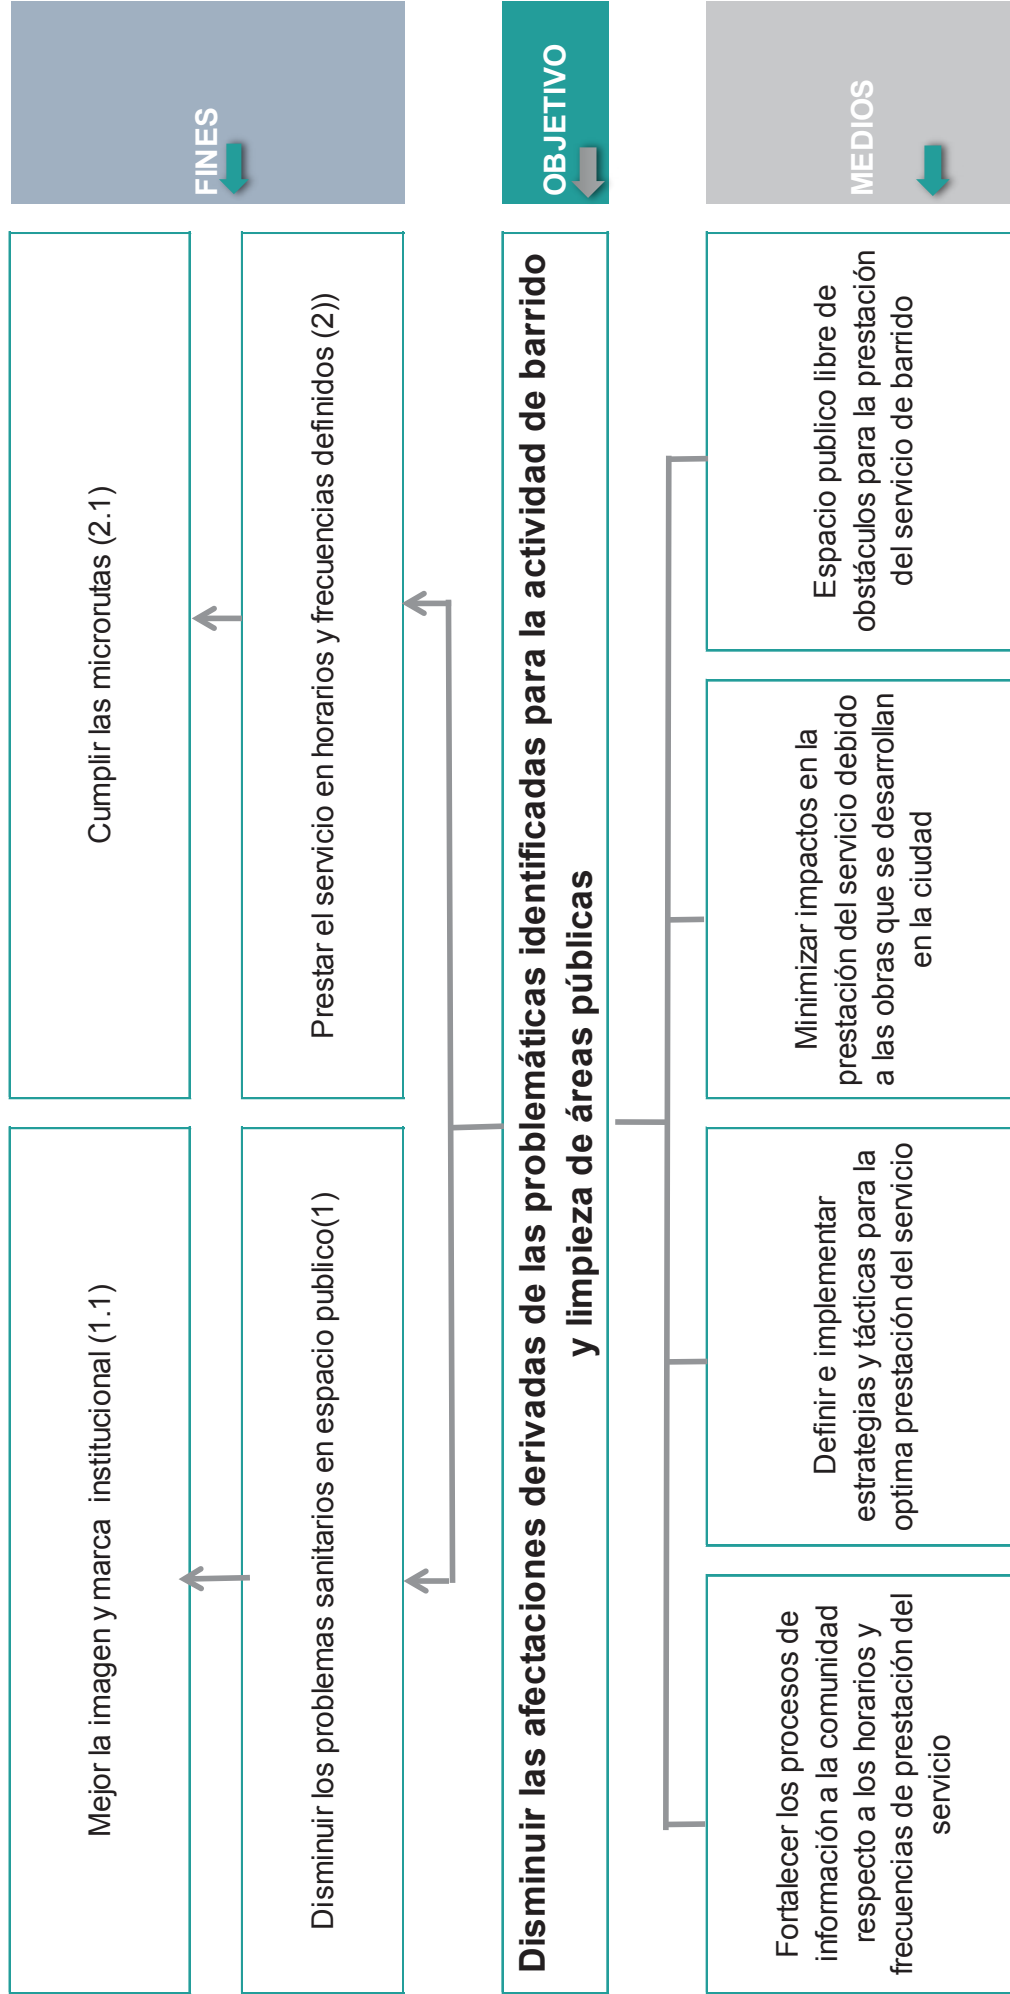 Mejor la imagen y marca institucional (1.1)
Cumplir las microrutas (2.1)
FINES
Disminuir los problemas sanitarios en espacio publico(1)
Prestar el servicio en horarios y frecuencias definidos (2))
Disminuir las afectaciones derivadas de las problemáticas identificadas para la actividad de barrido
y limpieza de áreas públicas
OBJETIVO
Fortalecer los procesos de
información a la comunidad
respecto a los horarios y
frecuencias de prestación del
servicio
Definir e implementar
estrategias y tácticas para la
optima prestación del servicio
Minimizar impactos en la
prestación del servicio debido
a las obras que se desarrollan
en la ciudad
Espacio publico libre de
obstáculos para la prestación
del servicio de barrido
MEDIOS